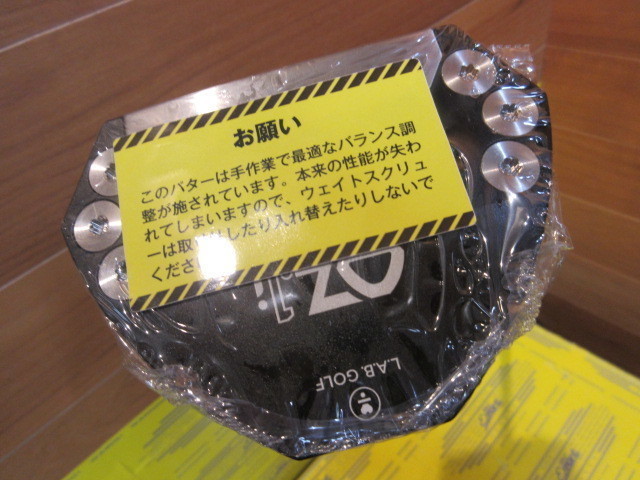 お願い
このパターは手作業で最適なバランス調
整が施されています。本来の性能が失わ
れてしまいますので、ウェイトスクリュ
ーは取 したり入れ替えたりしないで
くださ
OZ.1i
L.A.B. GOLF